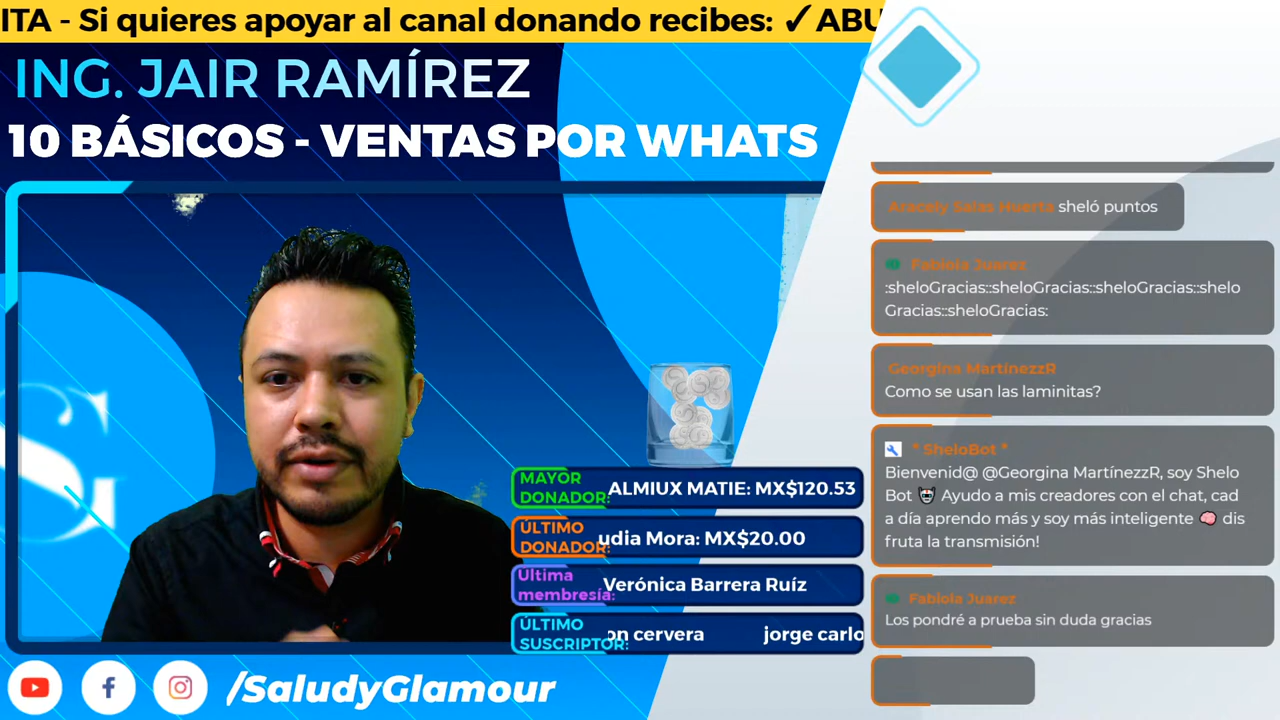 ITA - Si quieres apoyar al canal donando recibes: ✓ABU
ING. JAIR RAMÍREZ
10 BÁSICOS - VENTAS POR WHATS
S
MAYOR
DONADOR:
ALMIUX MATIE: MX$120.53
ÚLTIMO
DONADOR:
udia Mora: MX$20.00
Última
membresía:
Verónica Barrera Ruíz
ÚLTIMO
SUSCRIPTOR:
on cervera jorge carlo
/SaludyGlamour
Aracely Salas Huerta sheló puntos
Fabiola Juarez
:sheloGracias::sheloGracias::sheloGracias::shelo
Gracias::sheloGracias:
Georgina MartínezzR
Como se usan las laminitas?
* SheloBot *
Bienvenid@ @Georgina MartínezzR, soy Shelo
Bot Ayudo a mis creadores con el chat, cad
a día aprendo más y soy más inteligente 🧠 dis
fruta la transmisión!
Fabiola Juarez
Los pondré a prueba sin duda gracias